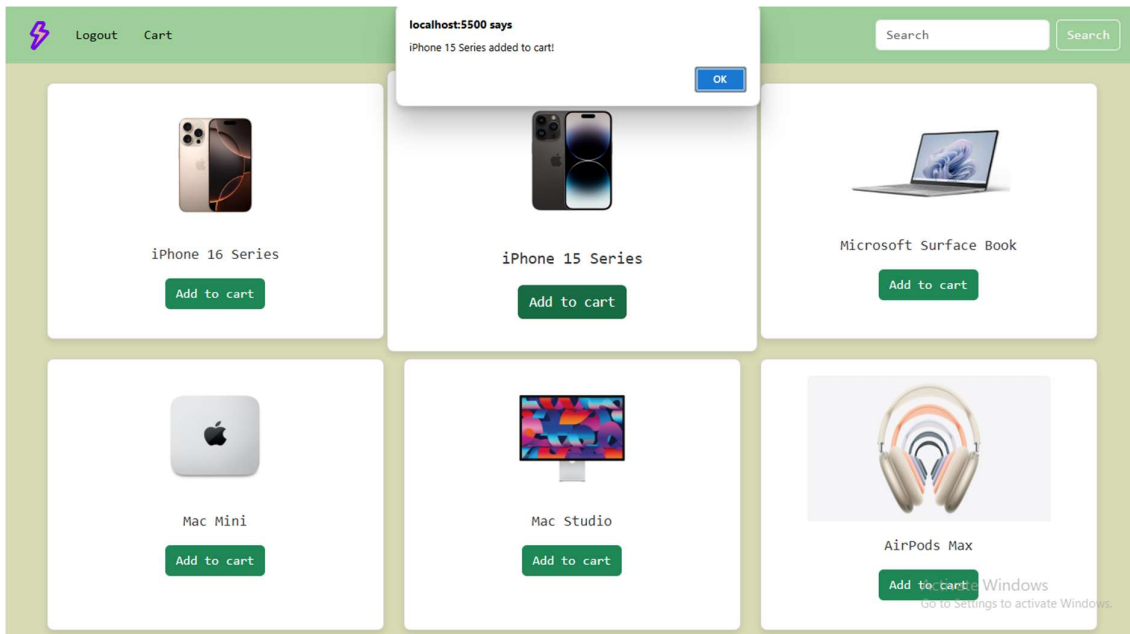 localhost:5500 says
iPhone 15 Series added to cart!
OK
Logout Cart Search Search
iPhone 16 Series
Add to cart
iPhone 15 Series
Add to cart
Microsoft Surface Book
Add to cart
Mac Mini
Add to cart
Mac Studio
Add to cart
AirPods Max
Add to cart
Activate Windows
Go to Settings to activate Windows.